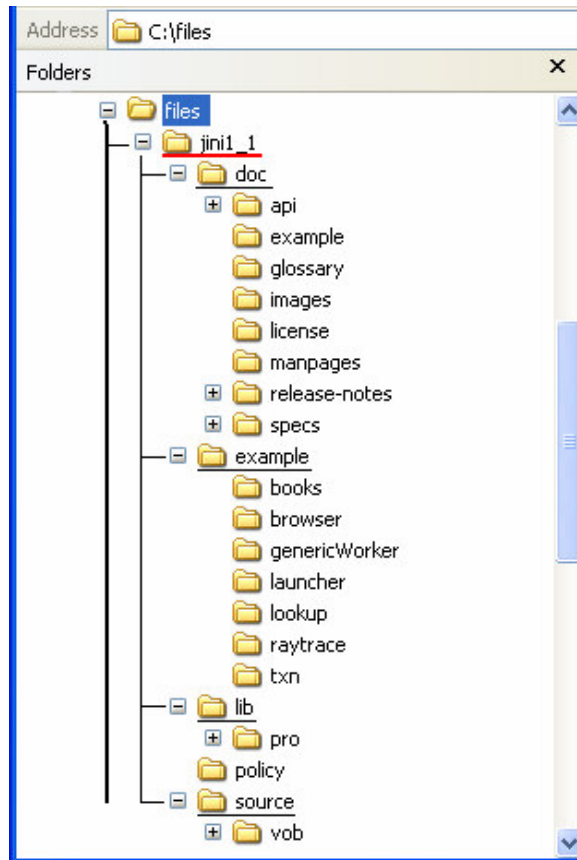 Address C:\files
Folders
files
jini1_1
doc
api
example
glossary
images
license
manpages
release-notes
specs
example
books
browser
genericWorker
launcher
lookup
raytrace
txn
lib
pro
policy
source
vob